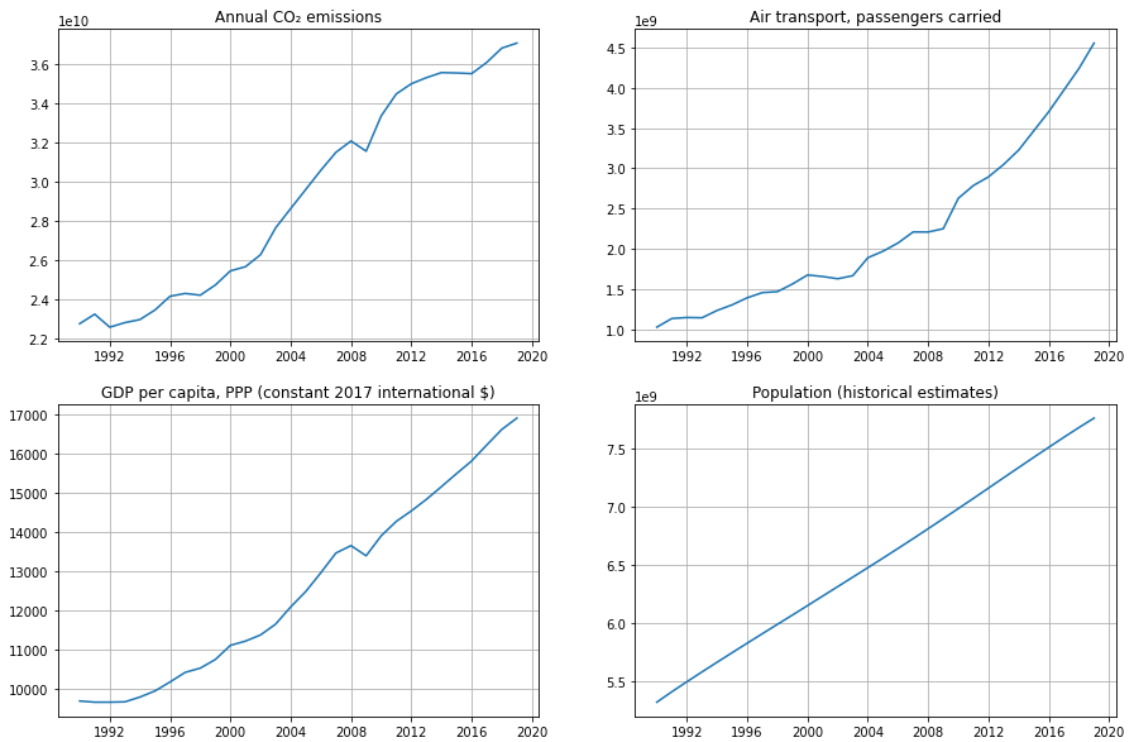 Annual CO₂ emissions
1e10
3.6
3.4
3.2
3.0
2.8
2.6
2.4
2.2
1992 1996 2000 2004 2008 2012 2016 2020
Air transport, passengers carried
1e9
4.5
4.0
3.5
3.0
2.5
2.0
1.5
1.0
1992 1996 2000 2004 2008 2012 2016 2020
GDP per capita, PPP (constant 2017 international $)
17000
16000
15000
14000
13000
12000
11000
10000
1992 1996 2000 2004 2008 2012 2016 2020
Population (historical estimates)
1e9
7.5
7.0
6.5
6.0
5.5
1992 1996 2000 2004 2008 2012 2016 2020